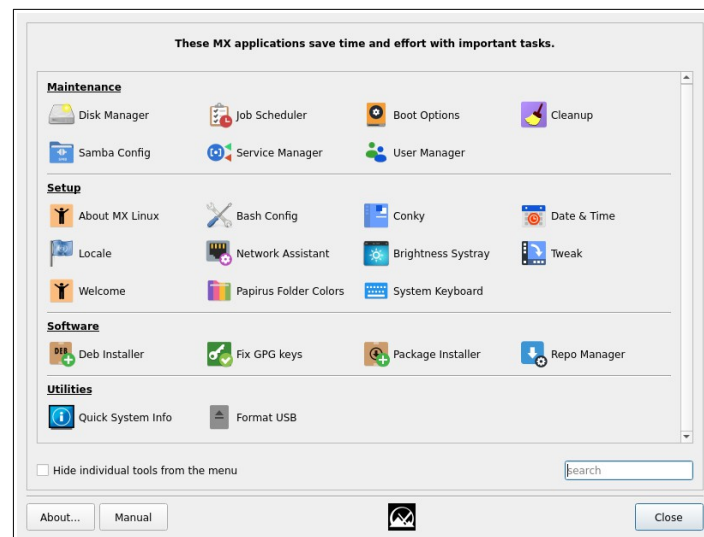 These MX applications save time and effort with important tasks.
Maintenance
Disk Manager Job Scheduler Boot Options Cleanup
Samba Config Service Manager User Manager
Setup
About MX Linux Bash Config Conky Date & Time
Locale Network Assistant Brightness Systray Tweak
Welcome Papirus Folder Colors System Keyboard
Software
DEB Deb Installer Fix GPG keys Package Installer Repo Manager
Utilities
Quick System Info Format USB
Hide individual tools from the menu search
About... Manual Close